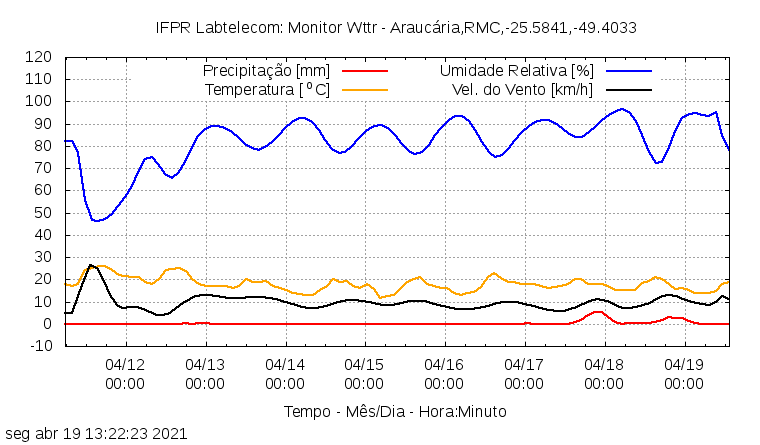 IFPR Labtelecom: Monitor Wttr - Araucária,RMC,-25.5841,-49.4033
Precipitação [mm]
Temperatura [⁰C]
Umidade Relativa [%]
Vel. do Vento [km/h]
120
110
100
90
80
70
60
50
40
30
20
10
0
-10
04/12 04/13 04/14 04/15 04/16 04/17 04/18 04/19
00:00 00:00 00:00 00:00 00:00 00:00 00:00 00:00
Tempo - Mês/Dia - Hora:Minuto
seg abr 19 13:22:23 2021